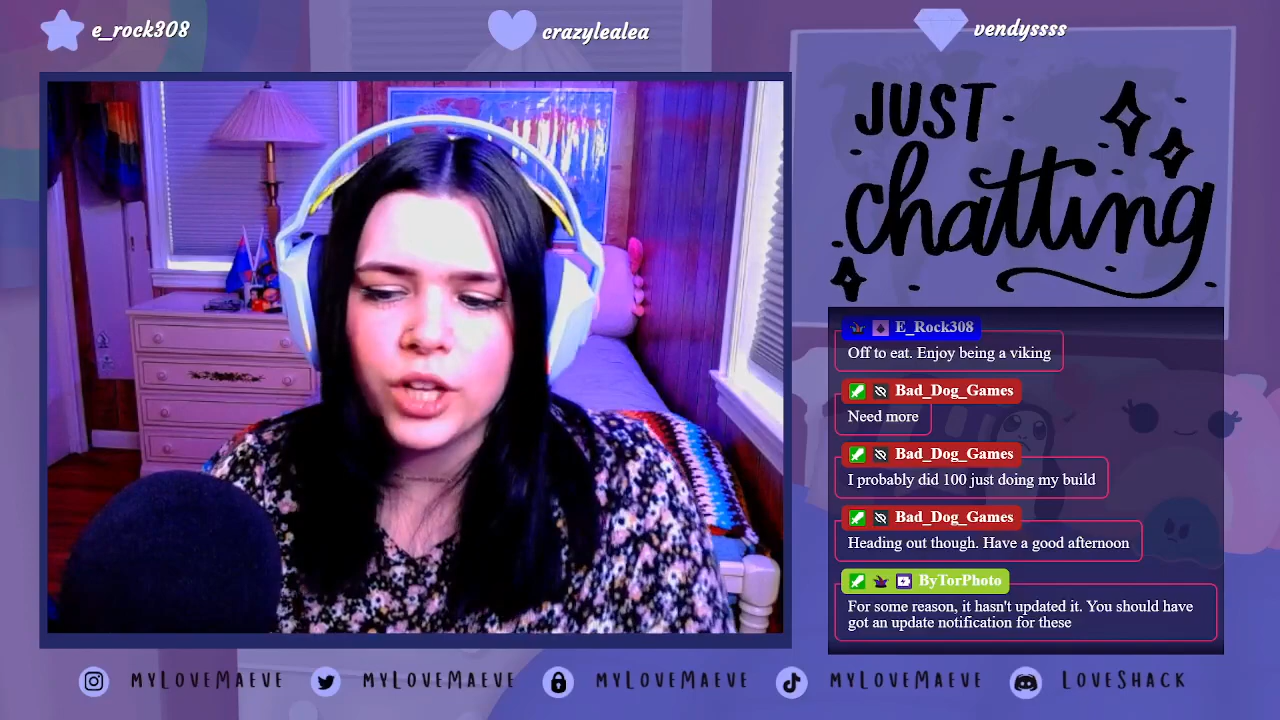 e_rock308
crazylealea
vendyssss
JUST
chatting
E_Rock308
Off to eat. Enjoy being a viking
Bad_Dog_Games
Need more
Bad_Dog_Games
I probably did 100 just doing my build
Bad_Dog_Games
Heading out though. Have a good afternoon
ByTorPhoto
For some reason, it hasn't updated it. You should have
got an update notification for these
MYLOVEMAEVE
MYLOVEMAEVE
MYLOVEMAEVE
MYLOVEMAEVE
LOVESHACK